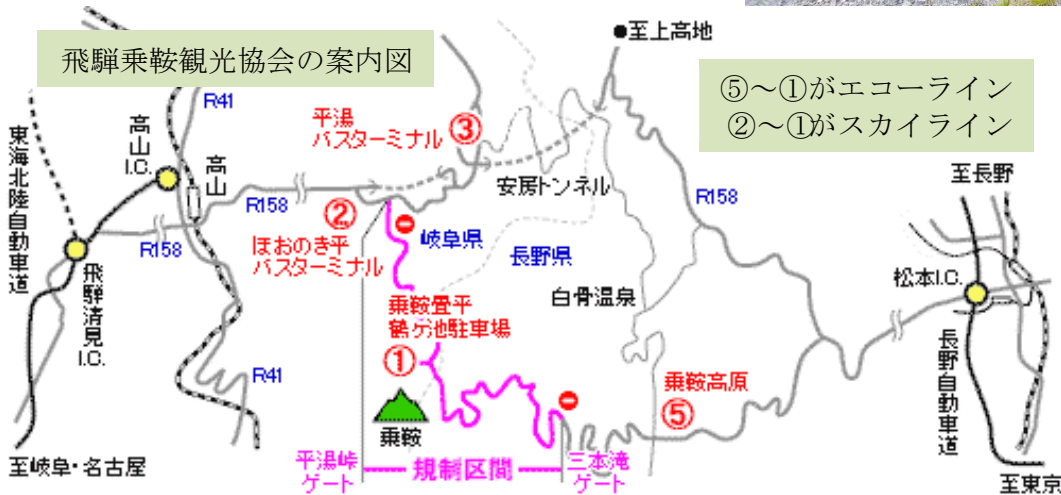 飛騨乗鞍観光協会の案内図
⑤～①がエコーライン
②～①がスカイライン
●至上高地
R41
平湯
バスターミナル
③
高山
I.C.
高山
東海北陸自動車道
安房トンネル
至長野
R158
②
R158
R158
岐阜県
長野県
ほおのき平
バスターミナル
飛騨清見
I.C.
白骨温泉
松本I.C.
乗鞍畳平
鶴ヶ池駐車場
①
R41
乗鞍高原
⑤
長野自動車道
乗鞍
至岐阜・名古屋
平湯峠
ゲート
規制区間
三本滝
ゲート
至東京